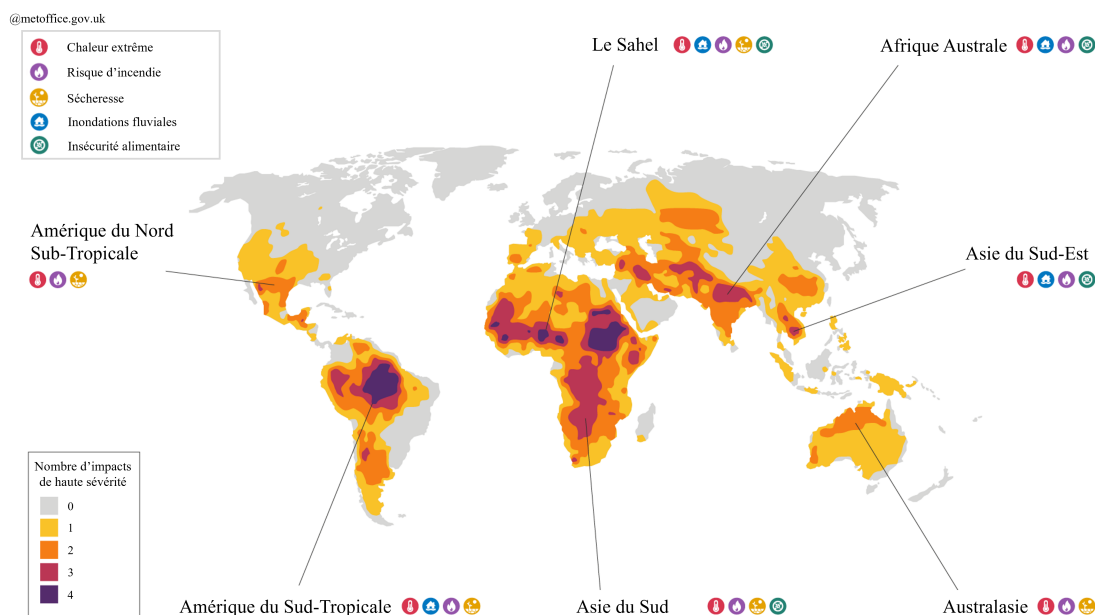 @metoffice.gov.uk
Chaleur extrême
Risque d'incendie
Sécheresse
Inondations fluviales
Insécurité alimentaire
Le Sahel
Afrique Australe
Amérique du Nord
Sub-Tropicale
Asie du Sud-Est
Nombre d'impacts
de haute sévérité
0
1
2
3
4
Amérique du Sud-Tropicale
Asie du Sud
Australasie